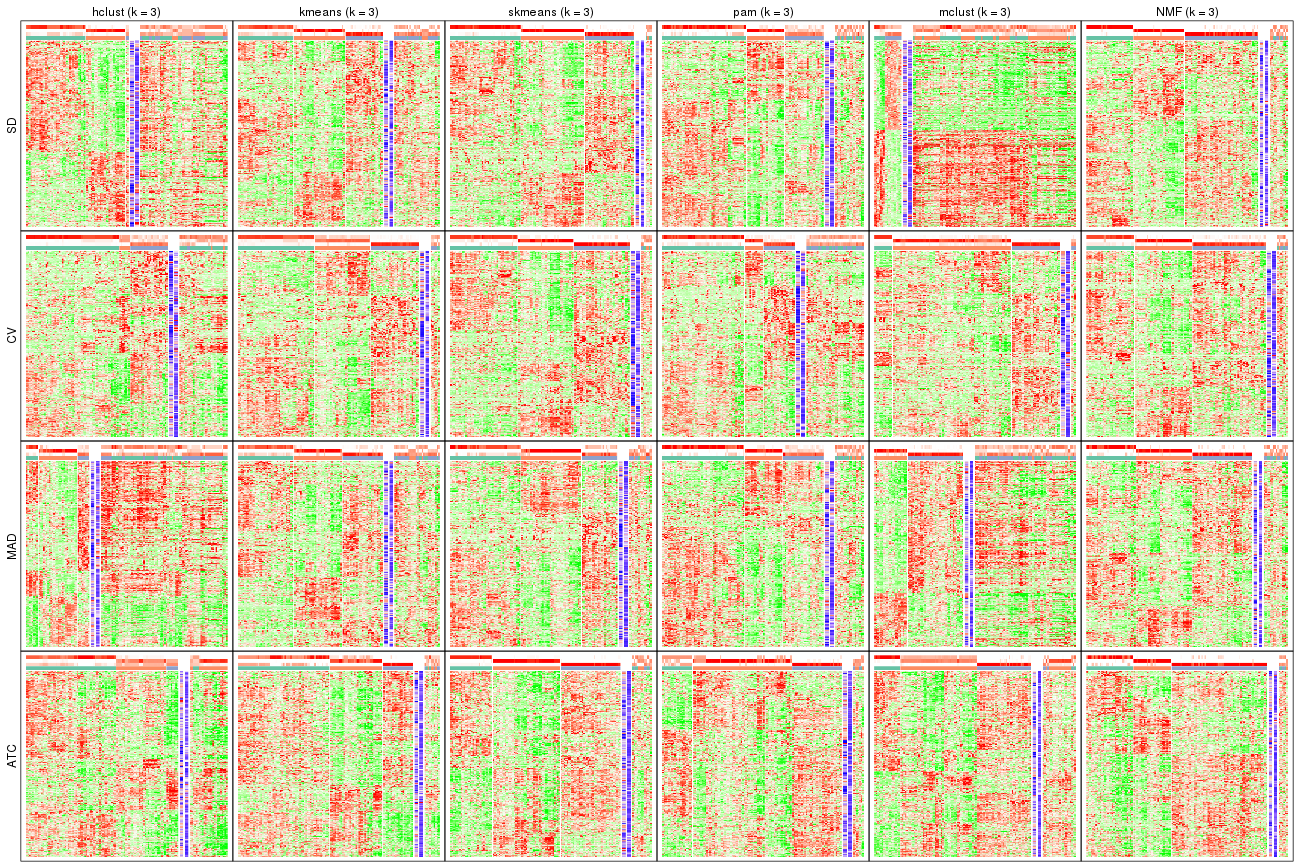 hclust (k = 3) kmeans (k = 3) skmeans (k = 3) pam (k = 3) mclust (k = 3) NMF (k = 3)
SD
CV
MAD
ATC